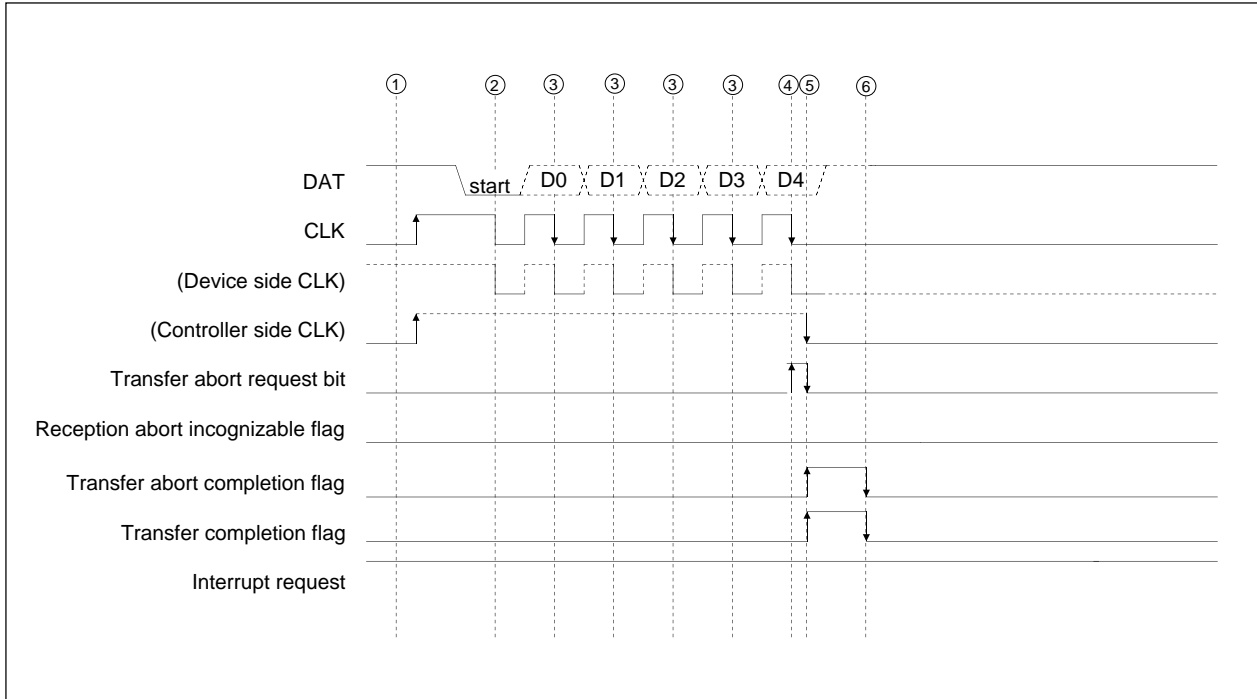 ① ② ③ ③ ③ ③ ④ ⑤ ⑥
DAT start D0 D1 D2 D3 D4
CLK
(Device side CLK)
(Controller side CLK)
Transfer abort request bit
Reception abort incognizable flag
Transfer abort completion flag
Transfer completion flag
Interrupt request